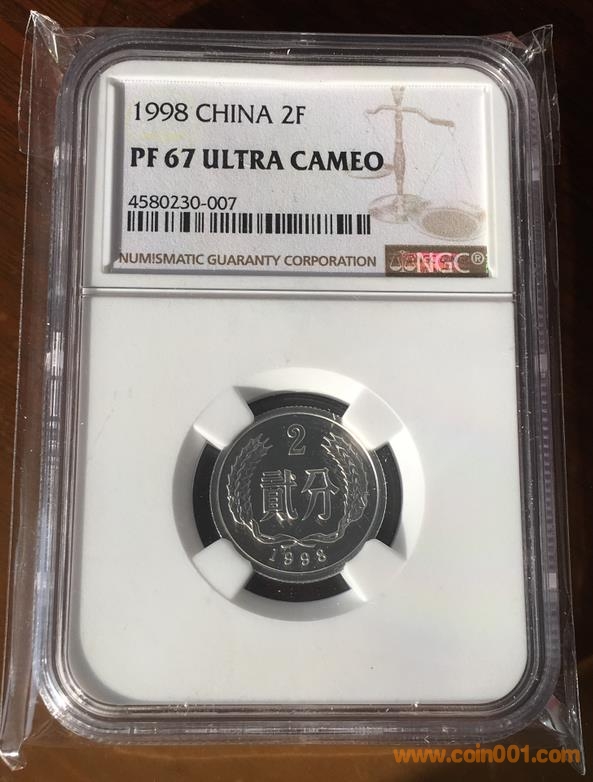 1998 CHINA 2F
PF 67 ULTRA CAMEO
4580230-007
NUMISMATIC GUARANTY CORPORATION
NGC®
2
貳分
1998
www.coin001.com